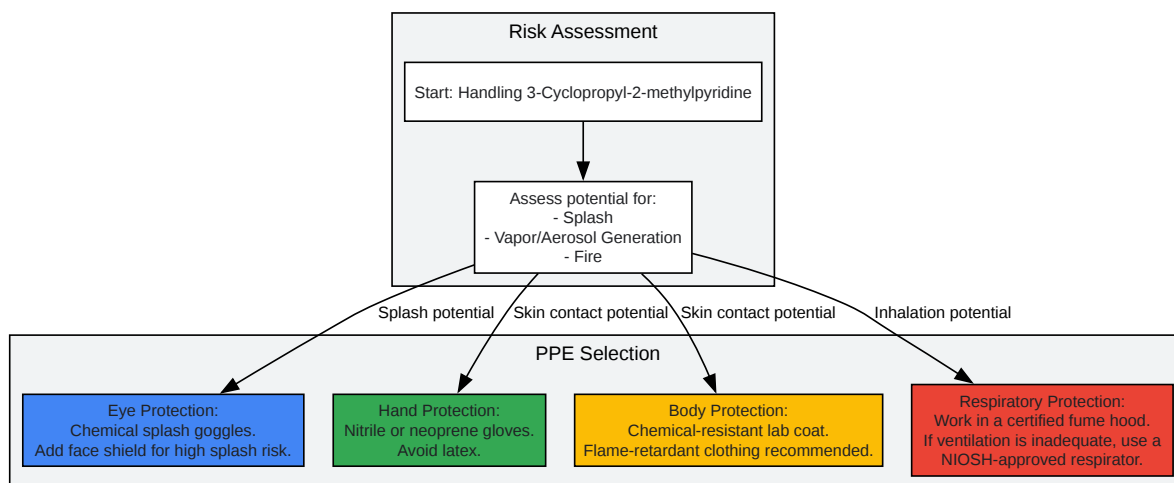 Risk Assessment
Start: Handling 3-Cyclopropyl-2-methylpyridine
Assess potential for:
- Splash
- Vapor/Aerosol Generation
- Fire
Splash potential
Skin contact potential
Skin contact potential
Inhalation potential
PPE Selection
Eye Protection:
Chemical splash goggles.
Add face shield for high splash risk.
Hand Protection:
Nitrile or neoprene gloves.
Avoid latex.
Body Protection:
Chemical-resistant lab coat.
Flame-retardant clothing recommended.
Respiratory Protection:
Work in a certified fume hood.
If ventilation is inadequate, use a
NIOSH-approved respirator.